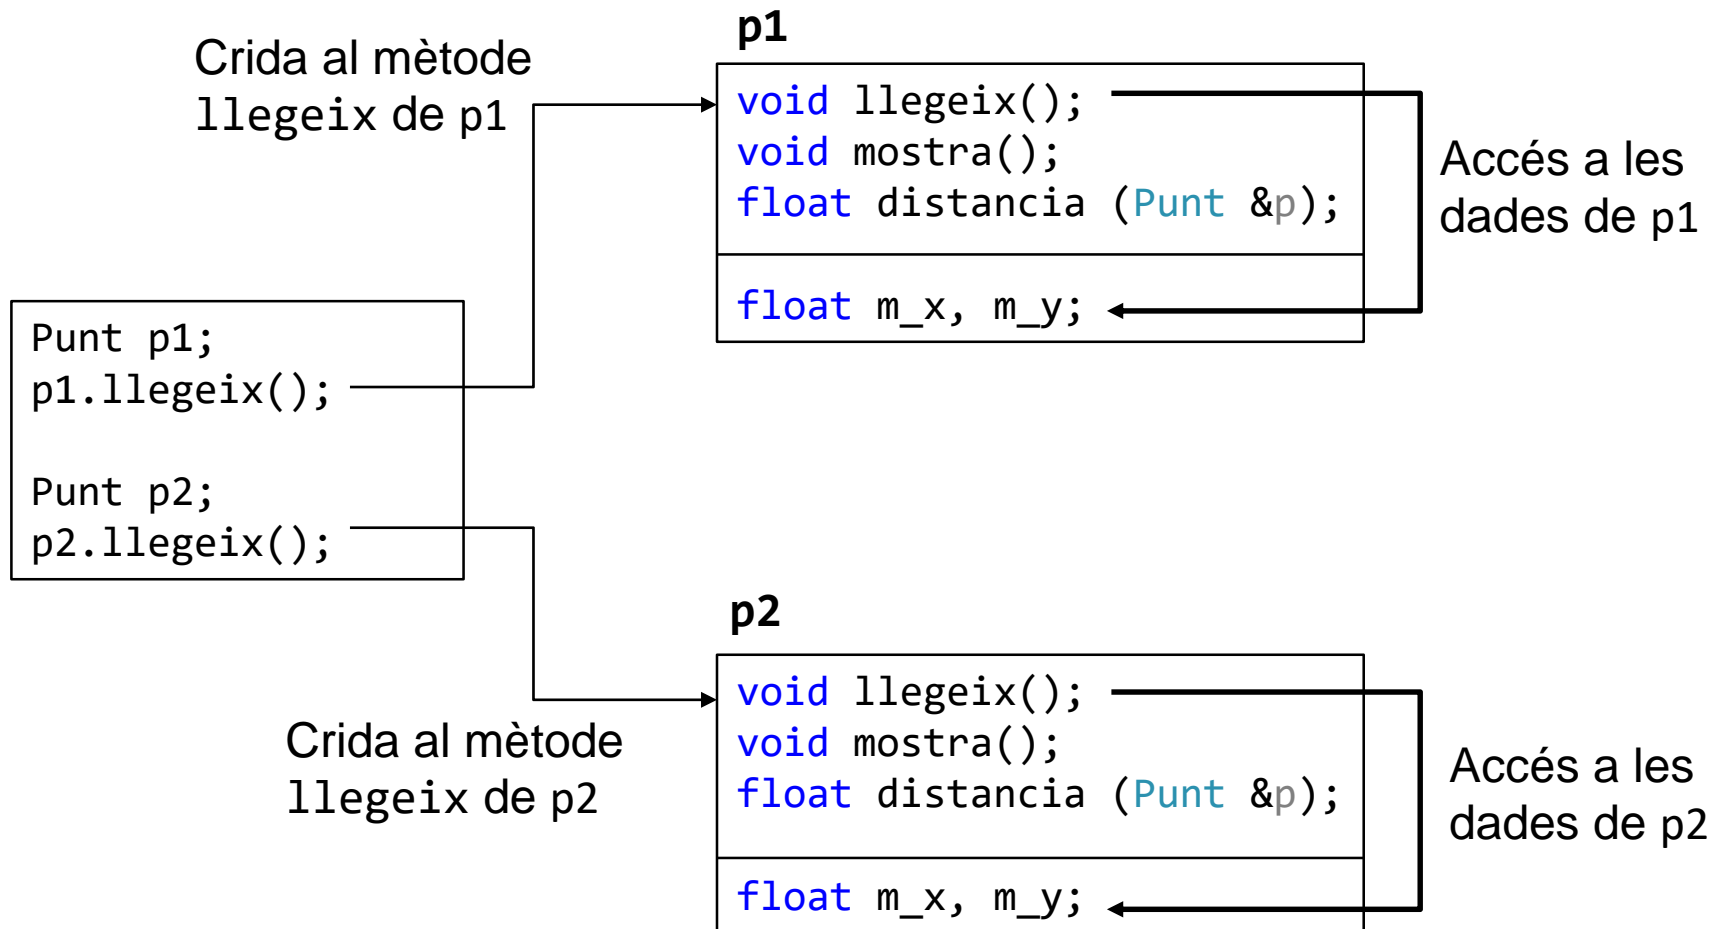 p1
Crida al mètode
llegeix de p1
void llegeix();
void mostra();
float distancia (Punt &p);
float m_x, m_y;
Accés a les
dades de p1
Punt p1;
p1.llegeix();
Punt p2;
p2.llegeix();
p2
Crida al mètode
llegeix de p2
void llegeix();
void mostra();
float distancia (Punt &p);
float m_x, m_y;
Accés a les
dades de p2